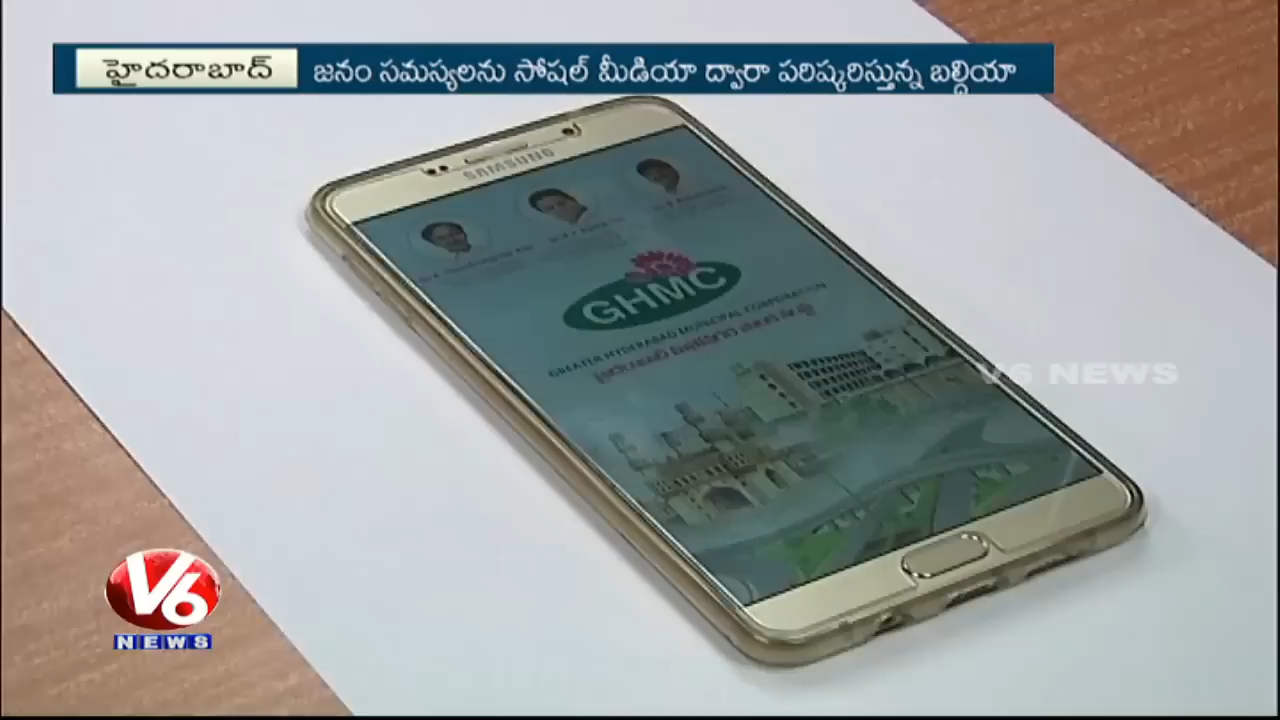 హైదరాబాద్ జనం సమస్యలను సోషల్ మీడియా ద్వారా పరిష్కరిస్తున్న బల్దియా
SAMSUNG
GHMC
GREATER HYDERABAD MUNICIPAL CORPORATION
V6 NEWS
V6
NEWS